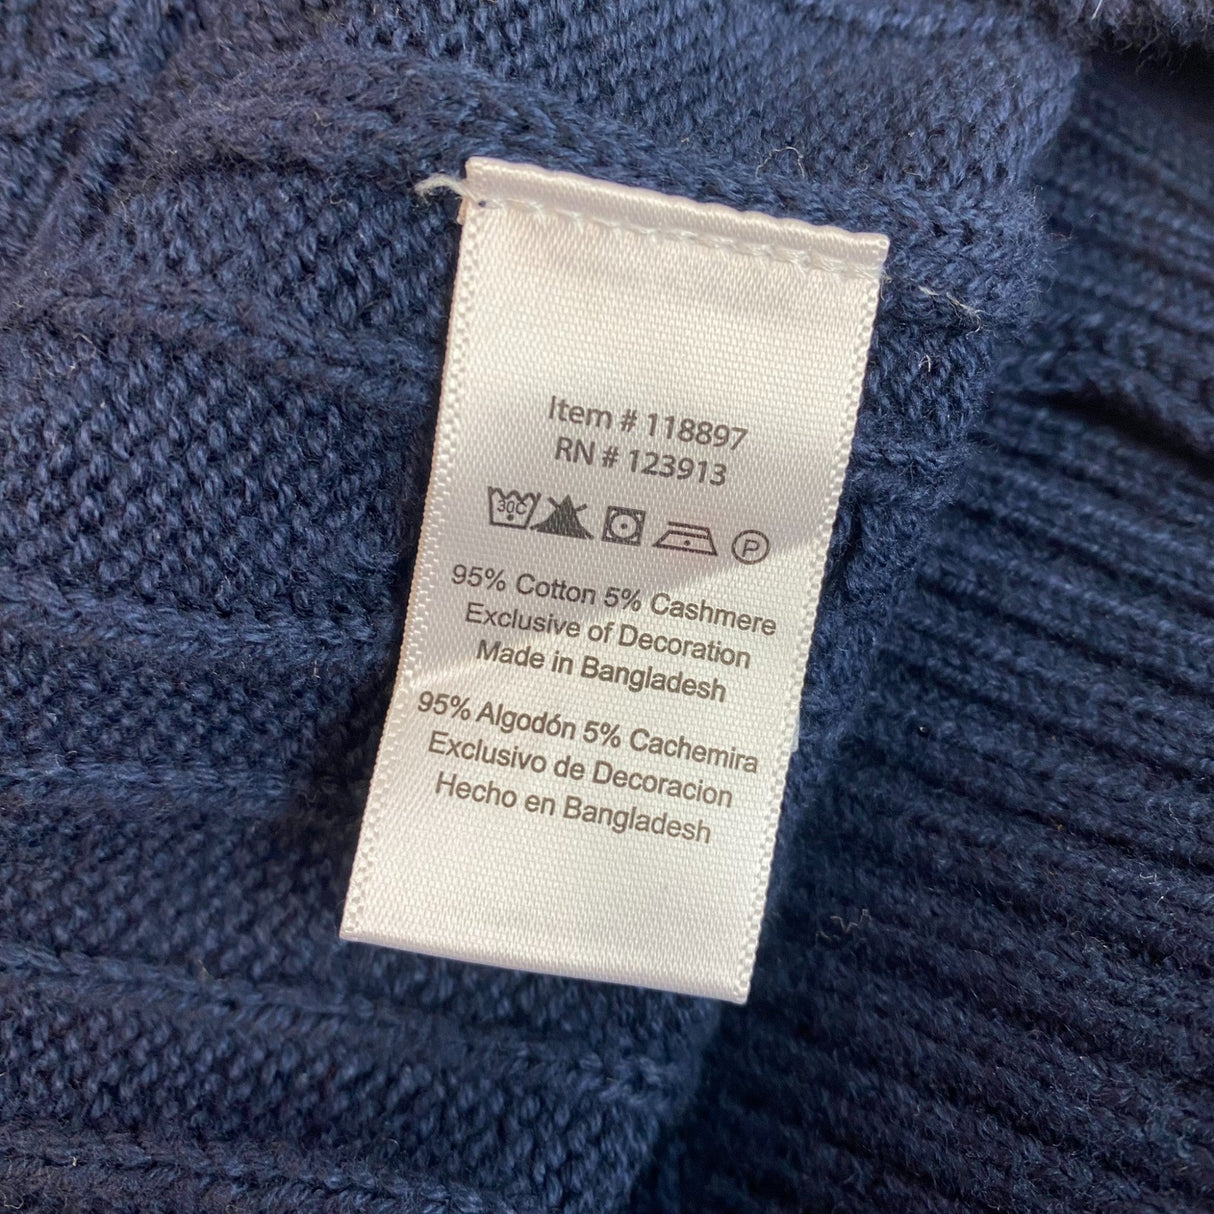 Item # 118897
RN # 123913
30C P
95% Cotton 5% Cashmere
Exclusive of Decoration
Made in Bangladesh
95% Algodón 5% Cachemira
Exclusivo de Decoracion
Hecho en Bangladesh